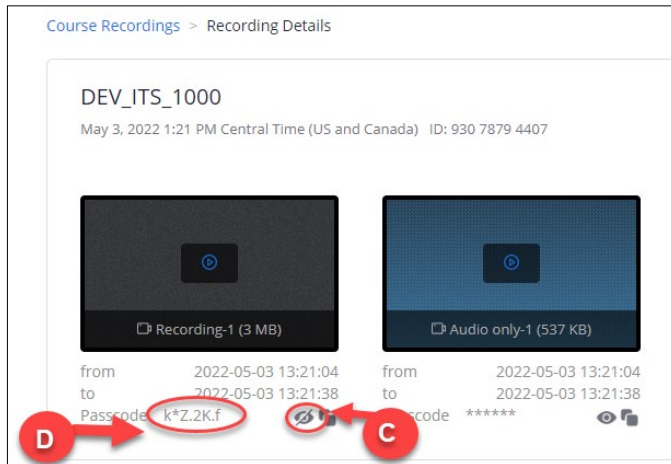 Course Recordings > Recording Details
DEV_ITS_1000
May 3, 2022 1:21 PM Central Time (US and Canada) ID: 930 7879 4407
Recording-1 (3 MB)
Audio only-1 (537 KB)
from 2022-05-03 13:21:04
to 2022-05-03 13:21:38
Passcode k*Z.2K.f
from 2022-05-03 13:21:04
to 2022-05-03 13:21:38
scode ******
D
C